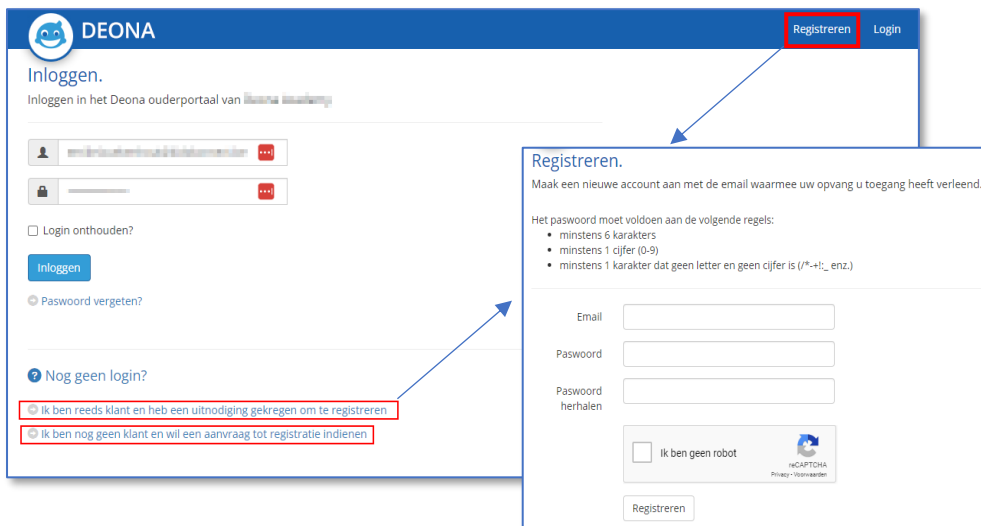 DEONA
Registreren
Login
Inloggen.
Inloggen in het Deona ouderportaal van
Login onthouden?
Inloggen
Paswoord vergeten?
Nog geen login?
Ik ben reeds klant en heb een uitnodiging gekregen om te registreren
Ik ben nog geen klant en wil een aanvraag tot registratie indienen
Registreren.
Maak een nieuwe account aan met de email waarmee uw opvang u toegang heeft verleend.
Het paswoord moet voldoen aan de volgende regels:
• minstens 6 karakters
• minstens 1 cijfer (0-9)
• minstens 1 karakter dat geen letter en geen cijfer is (/*-+!:_ enz.)
Email
Paswoord
Paswoord
herhalen
Ik ben geen robot
reCAPTCHA
Privacy - Voorwaarden
Registreren